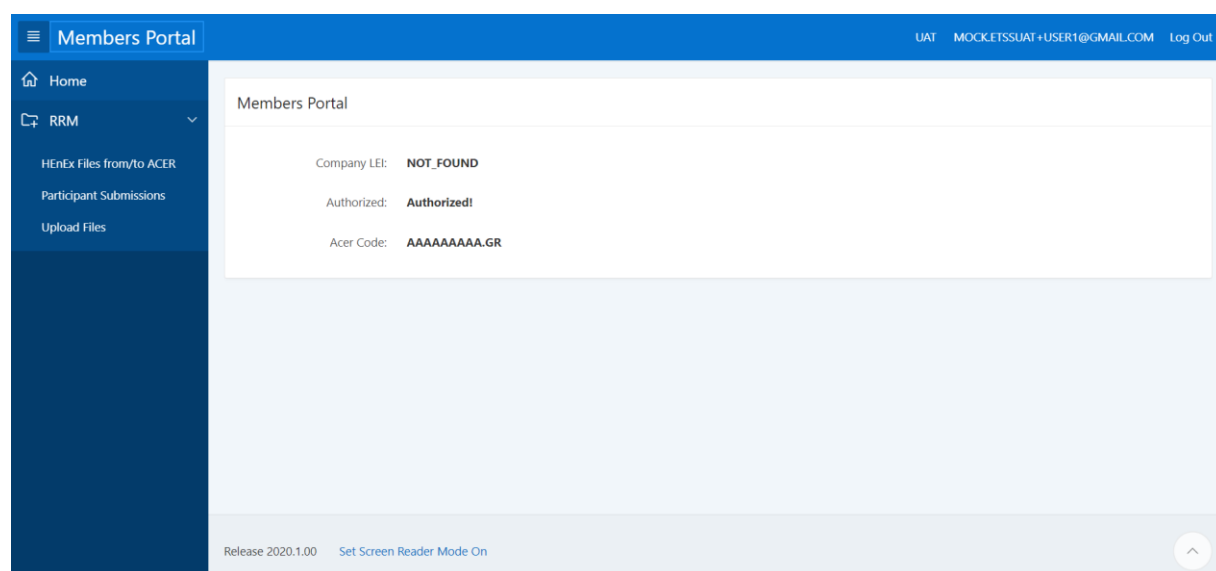 Members Portal
UAT MOCK.ETSSUAT+USER1@GMAIL.COM Log Out
Home
RRM
HEnEx Files from/to ACER
Participant Submissions
Upload Files
Members Portal
Company LEI: NOT_FOUND
Authorized: Authorized!
Acer Code: AAAAAAAAA.GR
Release 2020.1.00 Set Screen Reader Mode On